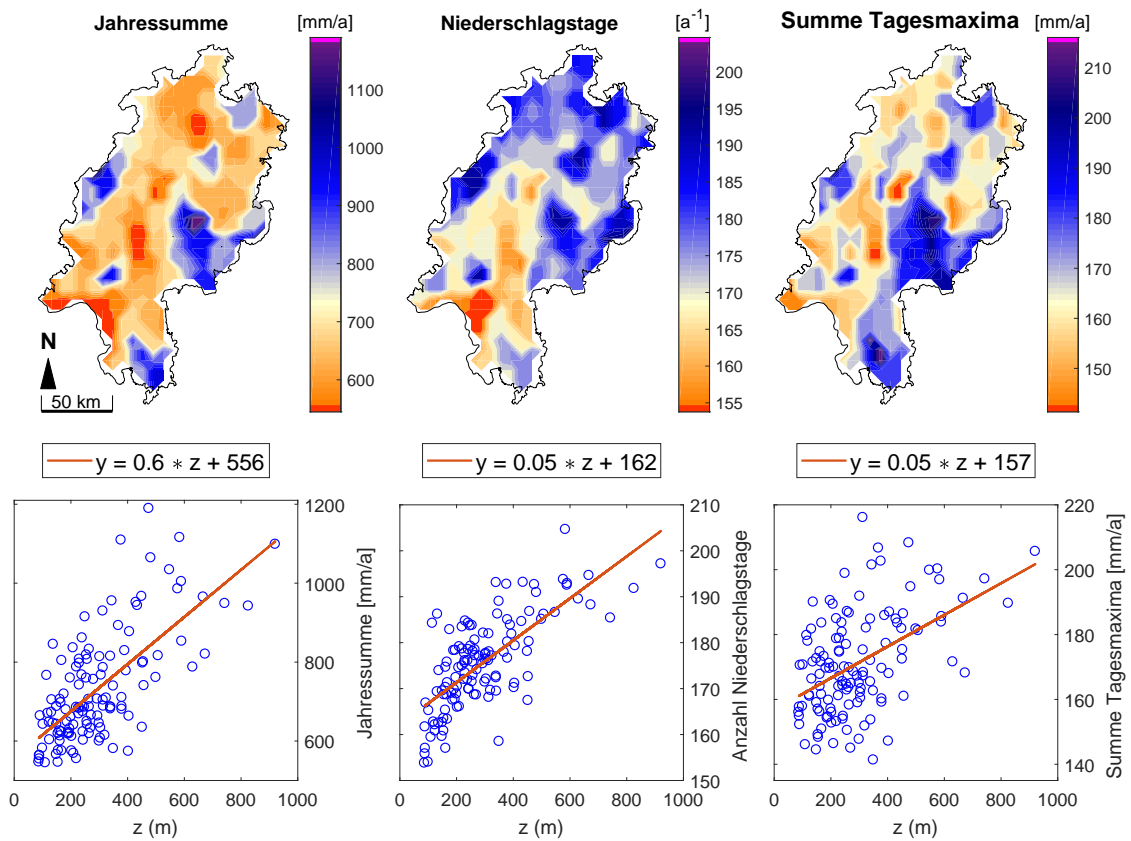 Jahressumme
[mm/a]
1100
1000
900
800
700
600
N
50 km
Niederschlagstage
[a⁻¹]
200
195
190
185
180
175
170
165
160
155
Summe Tagesmaxima
[mm/a]
210
200
190
180
170
160
150
y = 0.6 * z + 556
y = 0.05 * z + 162
y = 0.05 * z + 157
1200
1000
800
600
Jahressumme [mm/a]
0 200 400 600 800 1000
z (m)
210
200
190
180
170
160
150
Anzahl Niederschlagstage
0 200 400 600 800 1000
z (m)
220
200
180
160
140
Summe Tagesmaxima [mm/a]
0 200 400 600 800 1000
z (m)